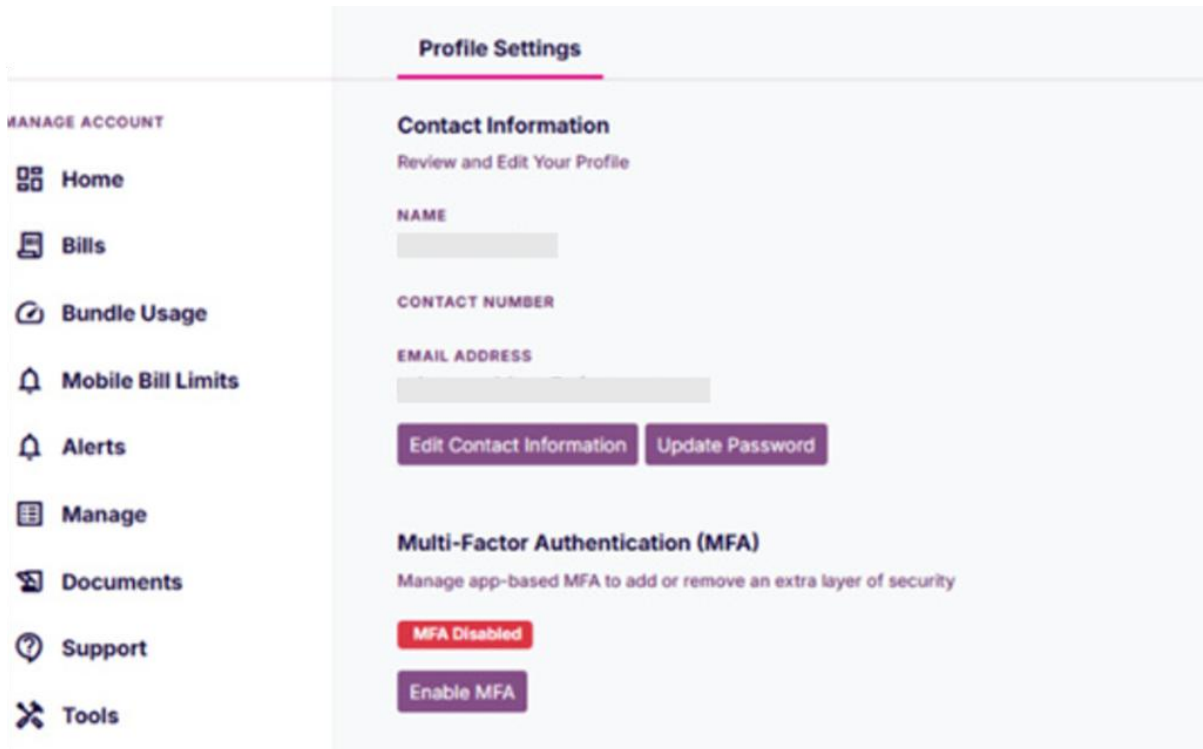 Profile Settings
MANAGE ACCOUNT
Home
Bills
Bundle Usage
Mobile Bill Limits
Alerts
Manage
Documents
Support
Tools
Contact Information
Review and Edit Your Profile
NAME
CONTACT NUMBER
EMAIL ADDRESS
Edit Contact Information
Update Password
Multi-Factor Authentication (MFA)
Manage app-based MFA to add or remove an extra layer of security
MFA Disabled
Enable MFA